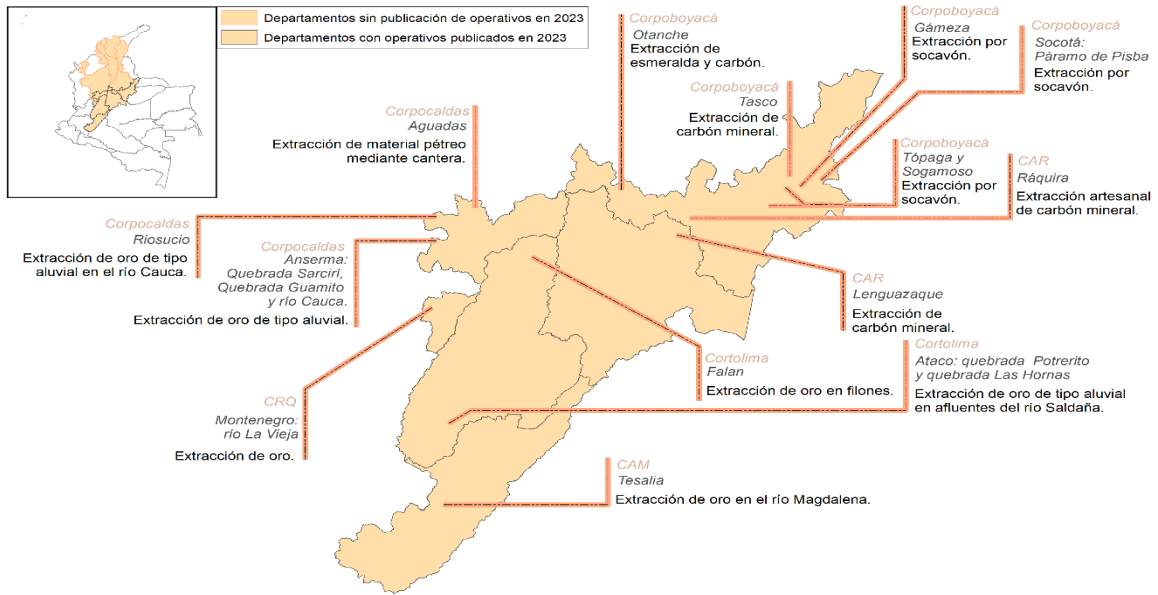 Departamentos sin publicación de operativos en 2023
Departamentos con operativos publicados en 2023
Corpoboyacá
Otanche
Extracción de
esmeralda y carbón.
Corpoboyacá
Gámeza
Extracción por
socavón.
Corpoboyacá
Socotá:
Páramo de Pisba
Extracción por
socavón.
Corpoboyacá
Tasco
Extracción de
carbón mineral.
Corpocaldas
Aguadas
Extracción de material pétreo
mediante cantera.
Corpoboyacá
Tópaga y
Sogamoso
Extracción por
socavón.
CAR
Ráquira
Extracción artesanal
de carbón mineral.
Corpocaldas
Riosucio
Extracción de oro de tipo
aluvial en el río Cauca.
Corpocaldas
Anserma:
Quebrada Sarcirí,
Quebrada Guamito
y río Cauca.
Extracción de oro de tipo aluvial.
CAR
Lenguazaque
Extracción de
carbón mineral.
Cortolima
Falan
Extracción de oro en filones.
Cortolima
Ataco: quebrada Potrerito
y quebrada Las Hornas
Extracción de oro de tipo aluvial
en afluentes del río Saldaña.
CRQ
Montenegro:
río La Vieja
Extracción de oro.
CAM
Tesalia
Extracción de oro en el río Magdalena.